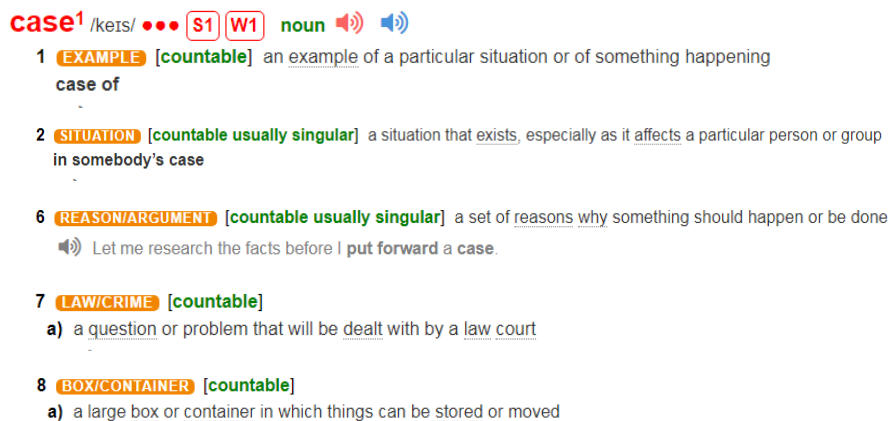 case¹ /keɪs/ ●●● S1 W1 noun
1 EXAMPLE [countable] an example of a particular situation or of something happening
case of
2 SITUATION [countable usually singular] a situation that exists, especially as it affects a particular person or group
in somebody's case
6 REASON/ARGUMENT [countable usually singular] a set of reasons why something should happen or be done
Let me research the facts before I put forward a case.
7 LAW/CRIME [countable]
a) a question or problem that will be dealt with by a law court
8 BOX/CONTAINER [countable]
a) a large box or container in which things can be stored or moved